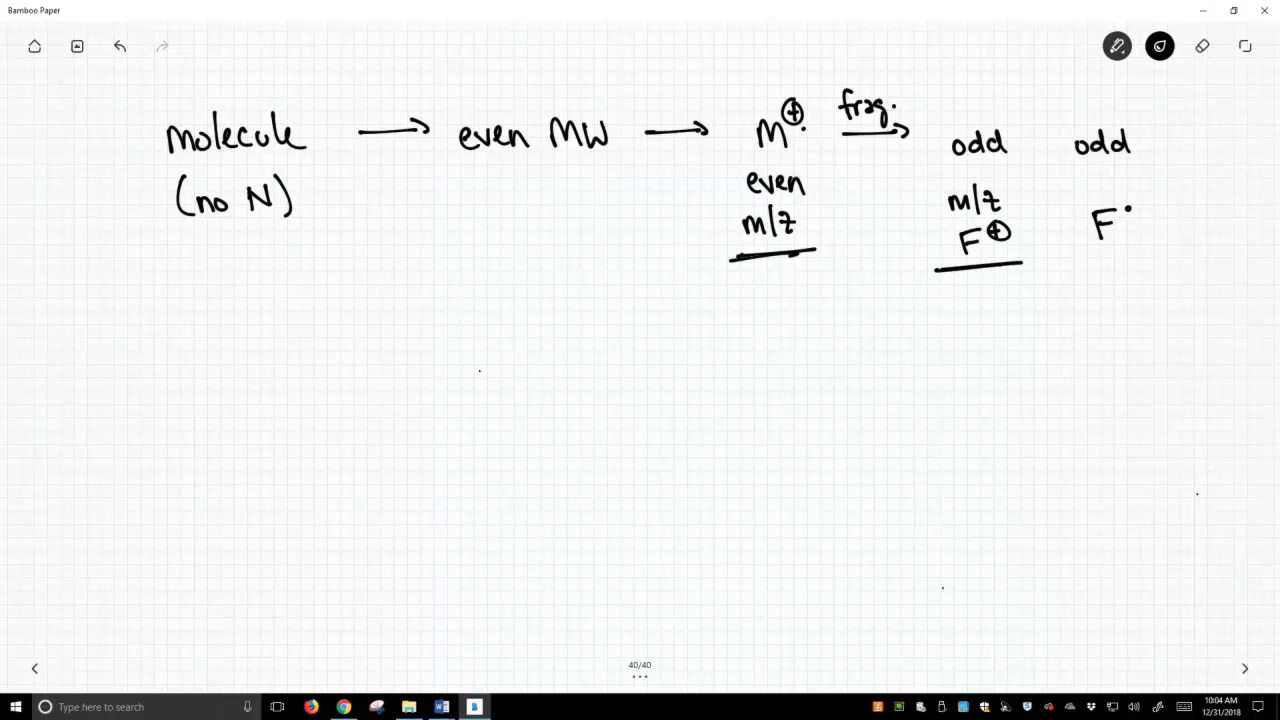 Bamboo Paper
molecule → even MW → M⊕· frag. → odd odd
(no N) even m/z F·
m/z F⊕
40/40
Type here to search
10:04 AM
12/31/2018